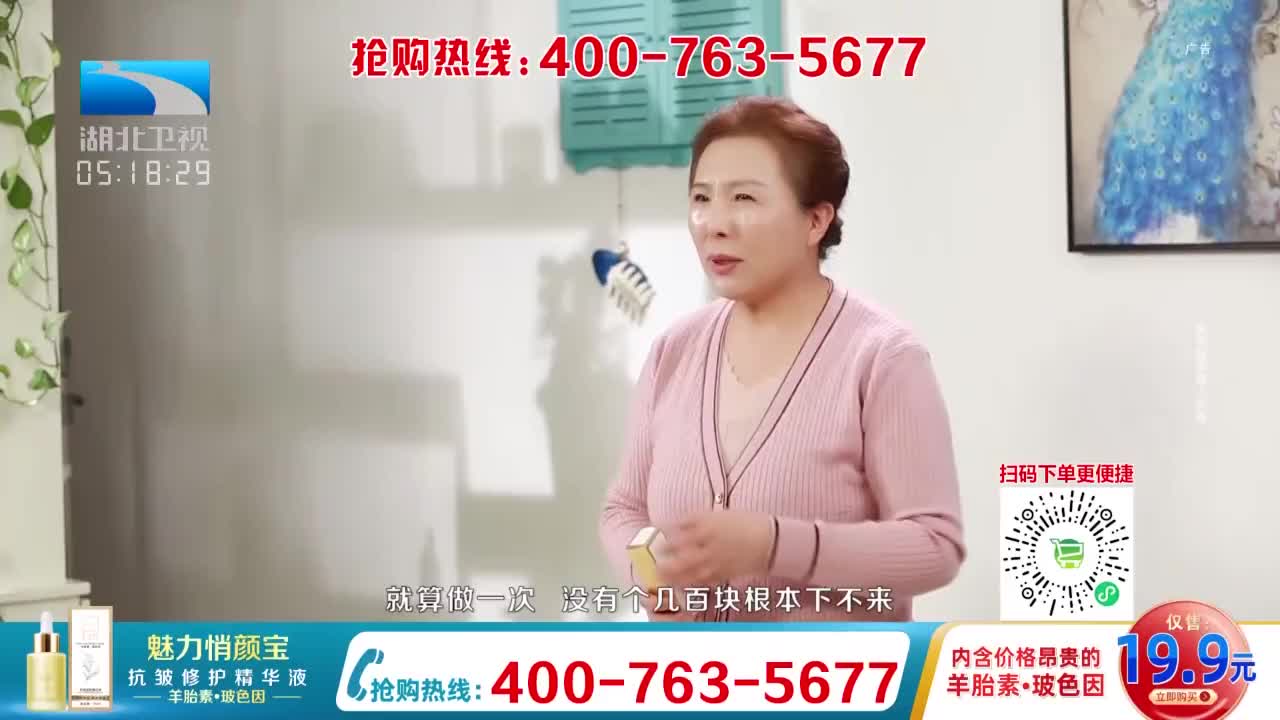 抢购热线：400-763-5677
广告
湖北卫视
05:18:29
扫码下单更便捷
就算做一次 没有个几百块根本下不来
魅力悄颜宝
抗皱修护精华液
羊胎素•玻色因
抢购热线：400-763-5677
内含价格昂贵的
羊胎素•玻色因
仅售：
19.9元
立即购买